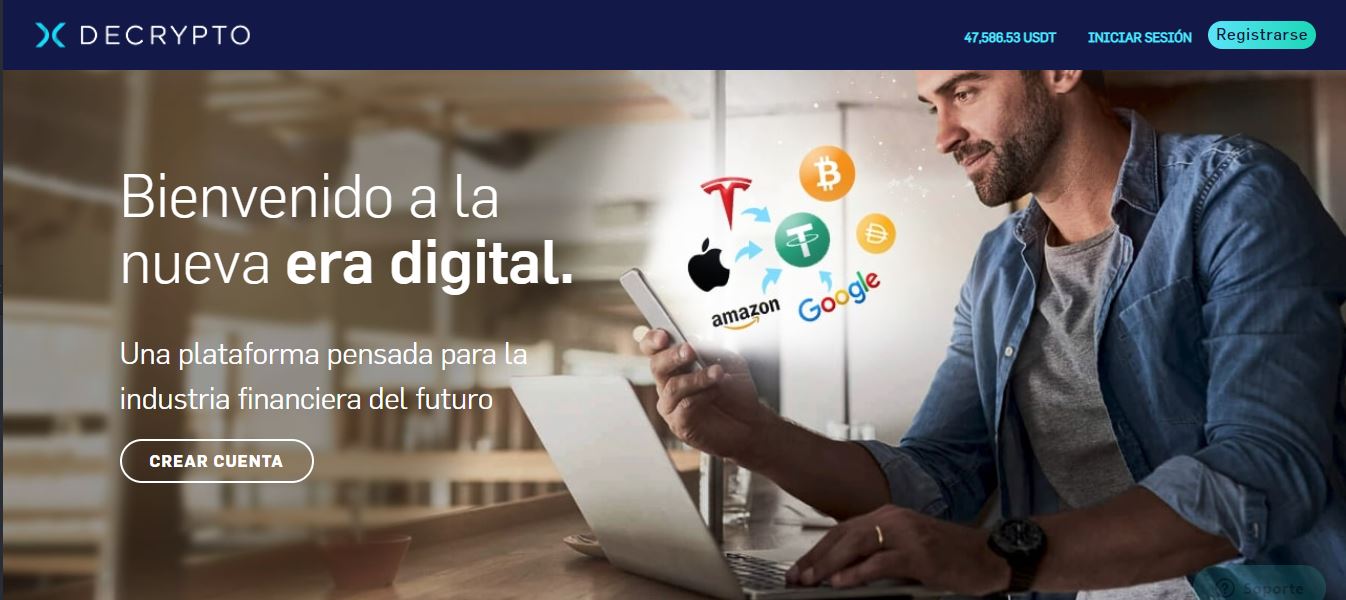 DECRYPTO
47,586.53 USDT
INICIAR SESIÓN
Registrarse
Bienvenido a la
nueva era digital.
amazon
Google
Una plataforma pensada para la
industria financiera del futuro
CREAR CUENTA
Soporte